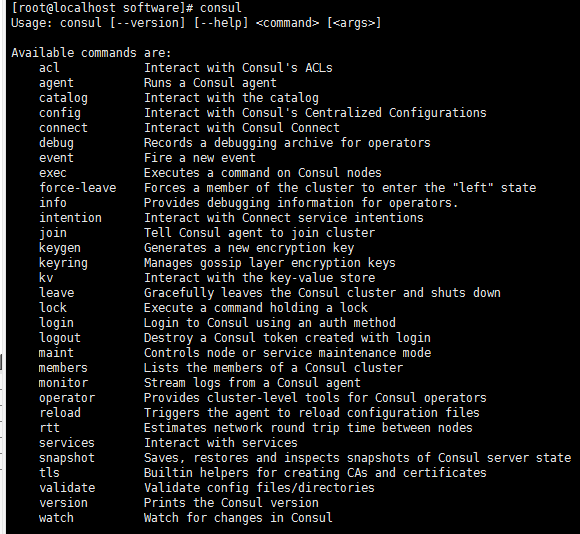 [root@localhost software]# consul
Usage: consul [--version] [--help] <command> [<args>]

Available commands are:
    acl            Interact with Consul's ACLs
    agent          Runs a Consul agent
    catalog        Interact with the catalog
    config         Interact with Consul's Centralized Configurations
    connect        Interact with Consul Connect
    debug          Records a debugging archive for operators
    event          Fire a new event
    exec           Executes a command on Consul nodes
    force-leave    Forces a member of the cluster to enter the "left" state
    info           Provides debugging information for operators.
    intention      Interact with Connect service intentions
    join           Tell Consul agent to join cluster
    keygen         Generates a new encryption key
    keyring        Manages gossip layer encryption keys
    kv             Interact with the key-value store
    leave          Gracefully leaves the Consul cluster and shuts down
    lock           Execute a command holding a lock
    login          Login to Consul using an auth method
    logout         Destroy a Consul token created with login
    maint          Controls node or service maintenance mode
    members        Lists the members of a Consul cluster
    monitor        Stream logs from a Consul agent
    operator       Provides cluster-level tools for Consul operators
    reload         Triggers the agent to reload configuration files
    rtt            Estimates network round trip time between nodes
    services       Interact with services
    snapshot       Saves, restores and inspects snapshots of Consul server state
    tls            Builtin helpers for creating CAs and certificates
    validate       Validate config files/directories
    version        Prints the Consul version
    watch          Watch for changes in Consul